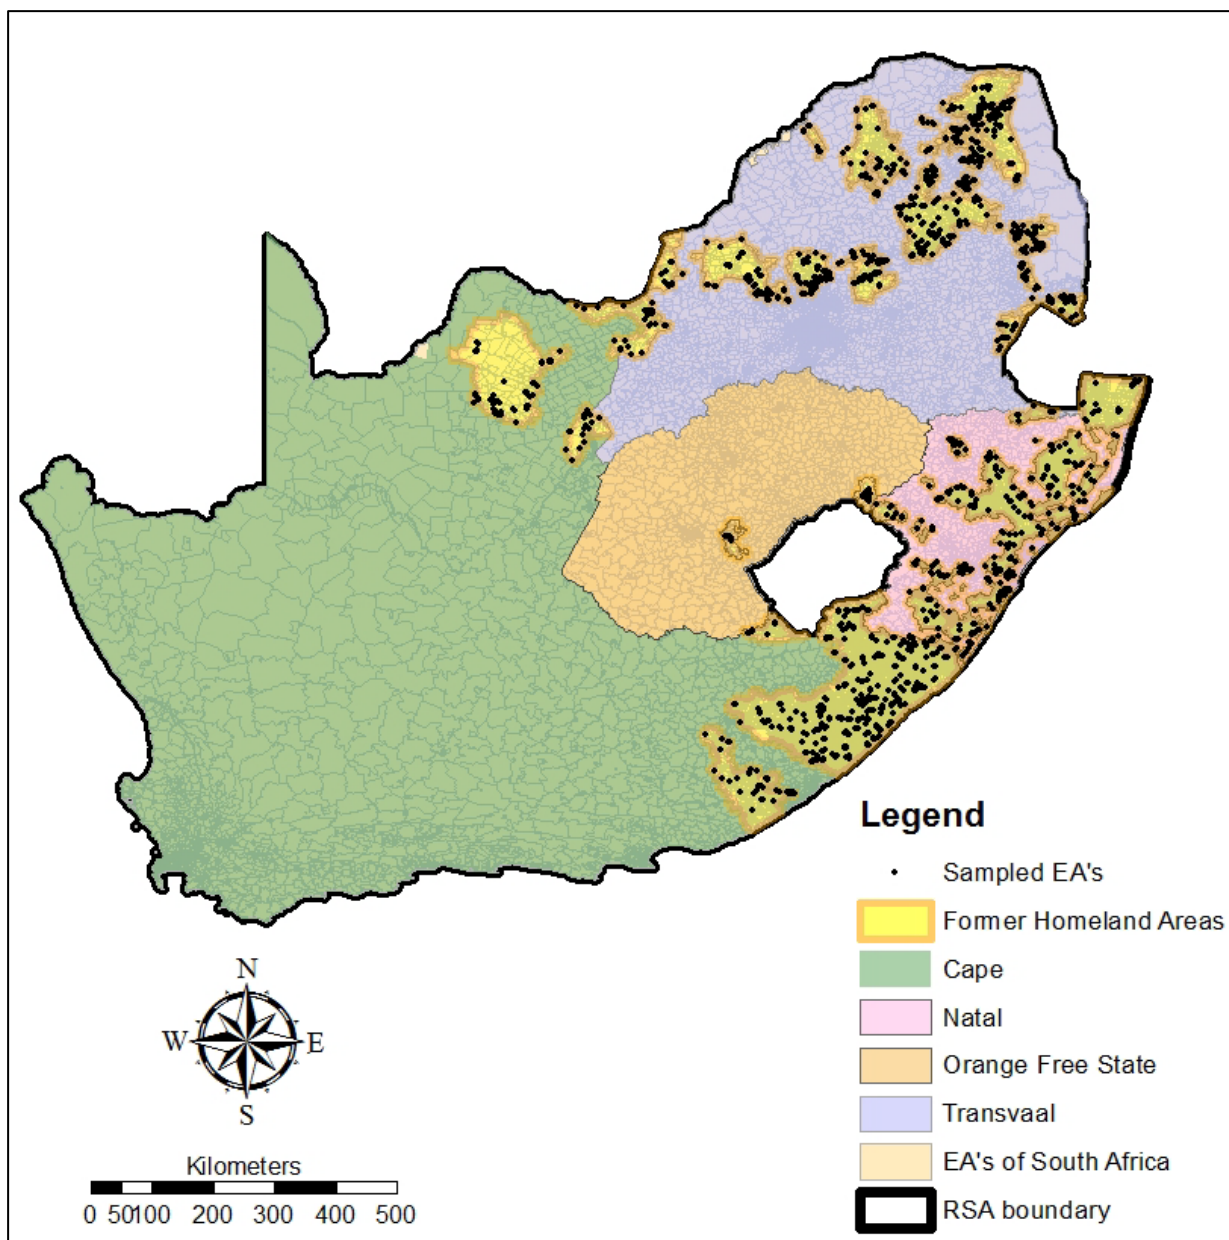 Legend
Sampled EA's
Former Homeland Areas
Cape
Natal
Orange Free State
Transvaal
EA's of South Africa
RSA boundary
N
W E
S
Kilometers
0 50100 200 300 400 500